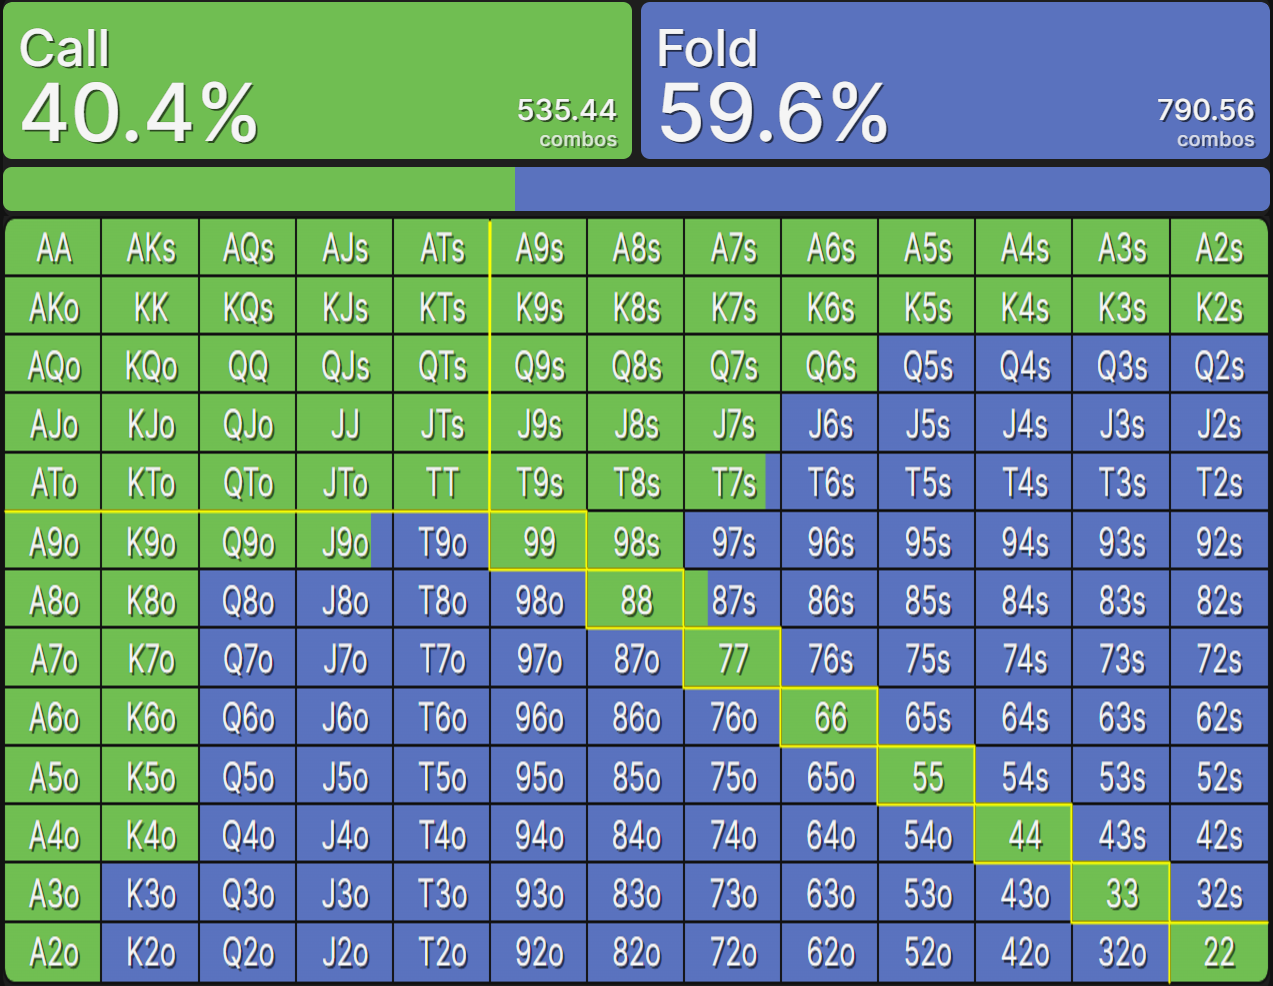 Call
40.4%
535.44
combos
Fold
59.6%
790.56
combos
AA AKs AQs AJs ATs A9s A8s A7s A6s A5s A4s A3s A2s
AKo KK KQs KJs KTs K9s K8s K7s K6s K5s K4s K3s K2s
AQo KQo QQ QJs QTs Q9s Q8s Q7s Q6s Q5s Q4s Q3s Q2s
AJo KJo QJo JJ JTs J9s J8s J7s J6s J5s J4s J3s J2s
ATo KTo QTo JTo TT T9s T8s T7s T6s T5s T4s T3s T2s
A9o K9o Q9o J9o T9o 99 98s 97s 96s 95s 94s 93s 92s
A8o K8o Q8o J8o T8o 98o 88 87s 86s 85s 84s 83s 82s
A7o K7o Q7o J7o T7o 97o 87o 77 76s 75s 74s 73s 72s
A6o K6o Q6o J6o T6o 96o 86o 76o 66 65s 64s 63s 62s
A5o K5o Q5o J5o T5o 95o 85o 75o 65o 55 54s 53s 52s
A4o K4o Q4o J4o T4o 94o 84o 74o 64o 54o 44 43s 42s
A3o K3o Q3o J3o T3o 93o 83o 73o 63o 53o 43o 33 32s
A2o K2o Q2o J2o T2o 92o 82o 72o 62o 52o 42o 32o 22